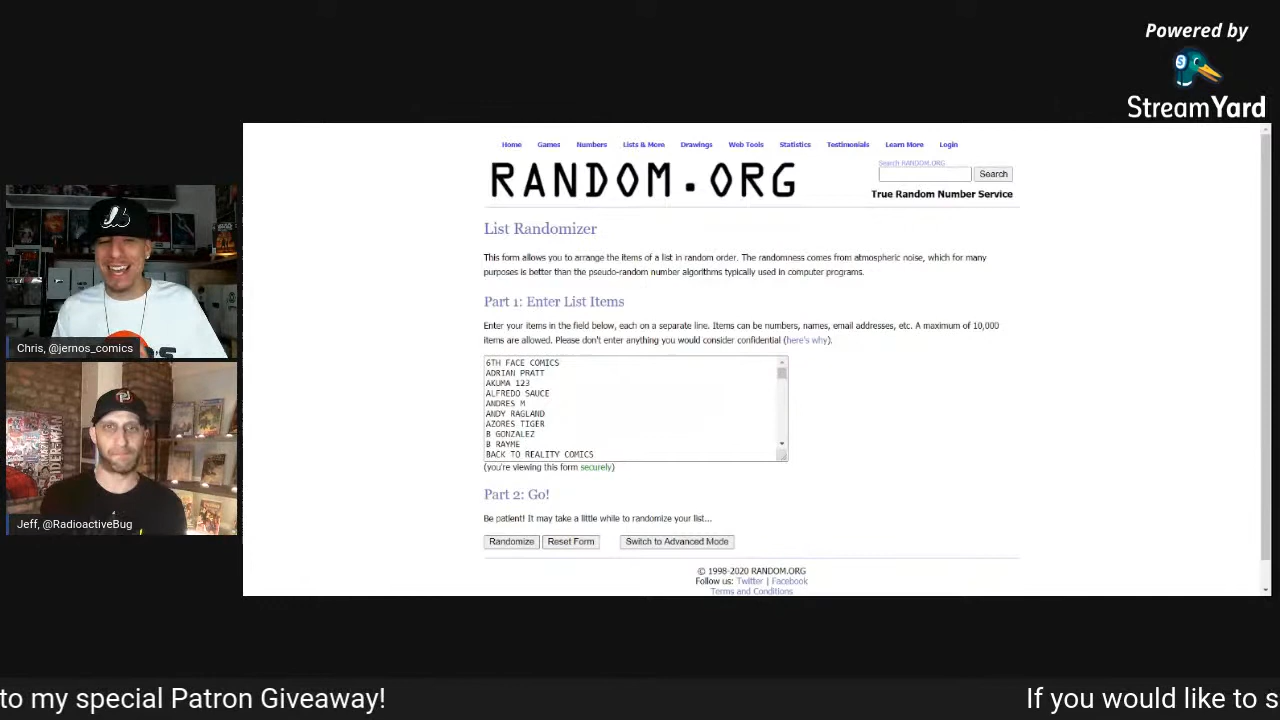 Powered by
StreamYard
Home Games Numbers Lists & More Drawings Web Tools Statistics Testimonials Learn More Login
RANDOM.ORG
Search RANDOM.ORG
Search
True Random Number Service
List Randomizer
This form allows you to arrange the items of a list in random order. The randomness comes from atmospheric noise, which for many
purposes is better than the pseudo-random number algorithms typically used in computer programs.
Part 1: Enter List Items
Enter your items in the field below, each on a separate line. Items can be numbers, names, email addresses, etc. A maximum of 10,000
items are allowed. Please don't enter anything you would consider confidential (here's why).
6TH FACE COMICS
ADRIAN PRATT
AKUMA 123
ALFREDO SAUCE
ANDRES M
ANDY RAGLAND
AZORES TIGER
B GONZALEZ
B RAYME
BACK TO REALITY COMICS
(you're viewing this form securely)
Part 2: Go!
Be patient! It may take a little while to randomize your list...
Randomize Reset Form Switch to Advanced Mode
© 1998-2020 RANDOM.ORG
Follow us: Twitter | Facebook
Terms and Conditions
Chris, @jernos_comics
Jeff, @RadioactiveBug
to my special Patron Giveaway! If you would like to s